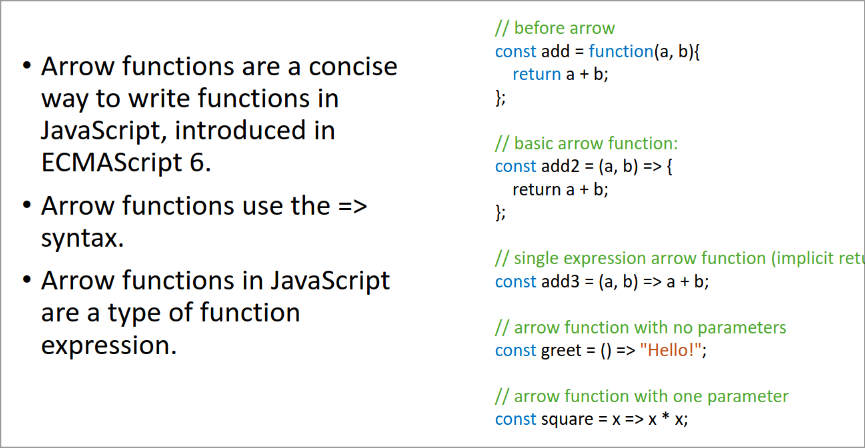 • Arrow functions are a concise
way to write functions in
JavaScript, introduced in
ECMAScript 6.
• Arrow functions use the =>
syntax.
• Arrow functions in JavaScript
are a type of function
expression.
// before arrow
const add = function(a, b){
    return a + b;
};
// basic arrow function:
const add2 = (a, b) => {
    return a + b;
};
// single expression arrow function (implicit retu
const add3 = (a, b) => a + b;
// arrow function with no parameters
const greet = () => "Hello!";
// arrow function with one parameter
const square = x => x * x;